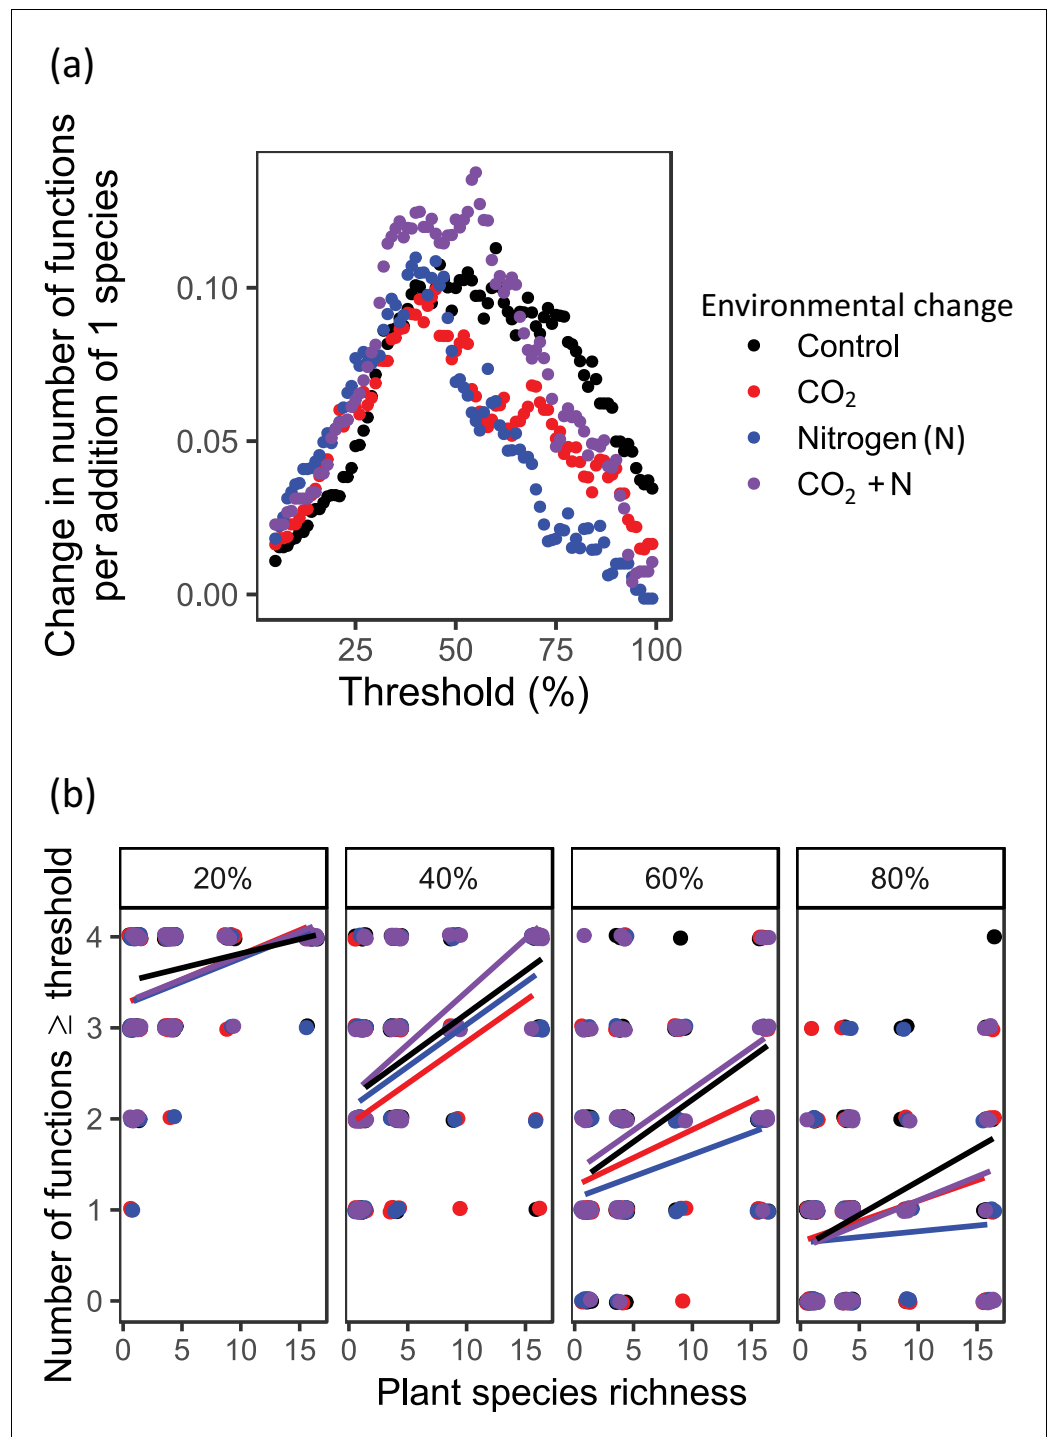 (a)
Change in number of functions
per addition of 1 species
0.10
0.05
0.00
25 50 75 100
Threshold (%)
Environmental change
Control
CO₂
Nitrogen (N)
CO₂ + N
(b)
Number of functions ≥ threshold
20% 40% 60% 80%
4
3
2
1
0
0 5 10 15 0 5 10 15 0 5 10 15 0 5 10 15
Plant species richness